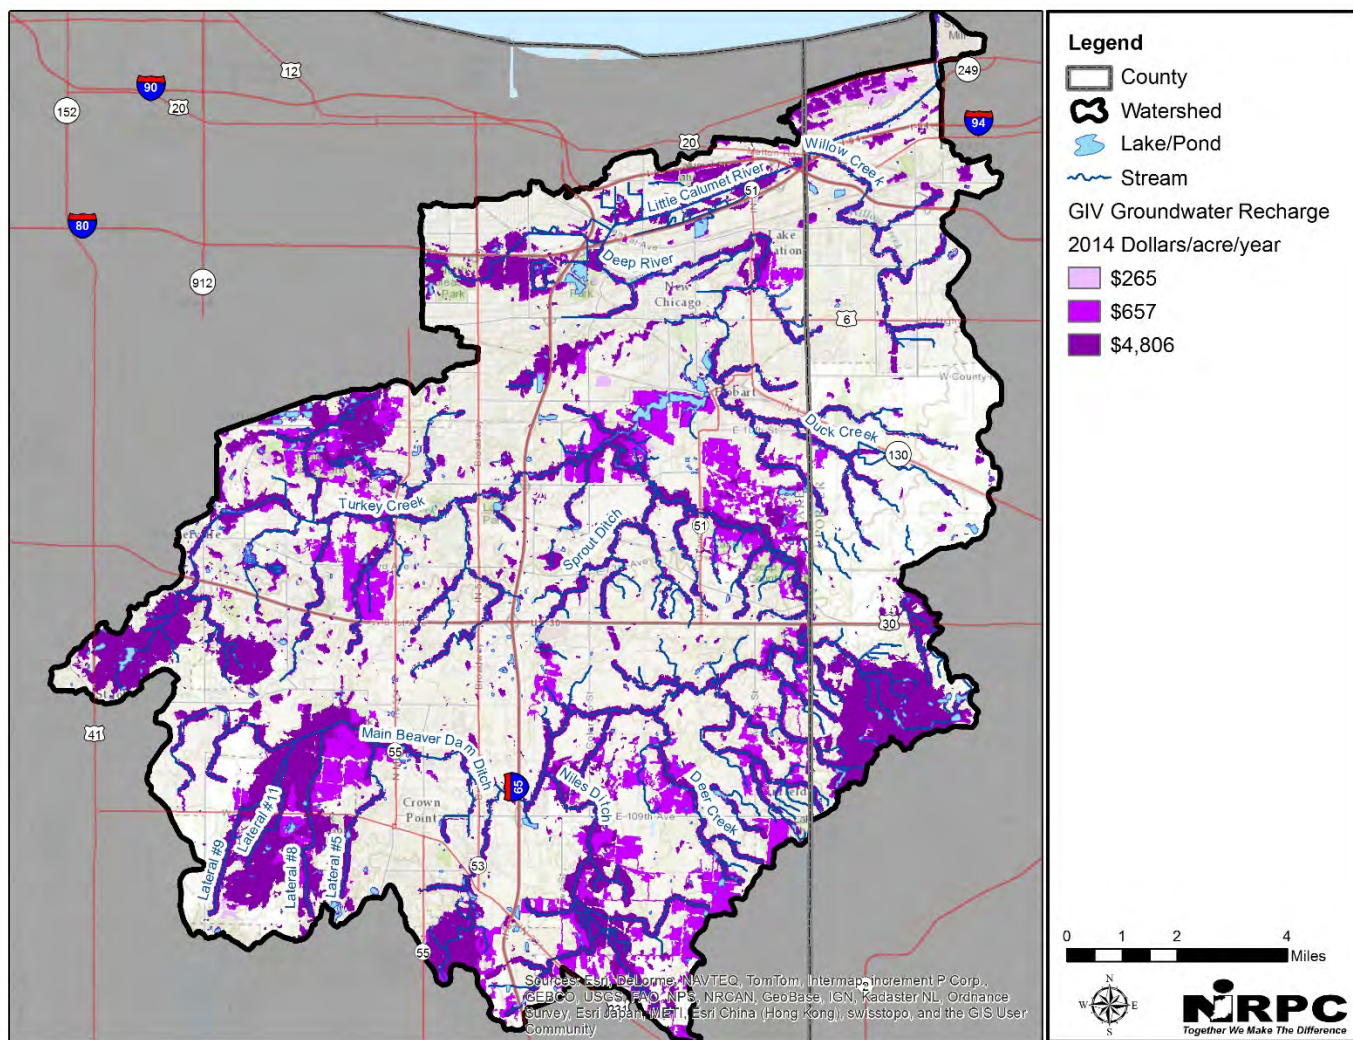 12
90
20
152
249
94
20
Willow Creek
51
Little Calumet River
80
Lake
Deep River
912
New
Chicago
6
Hobart
Duck Creek
130
Turkey Creek
51
Sprout Ditch
30
41
Main Beaver Dam Ditch
55
65
Niles Ditch
Deer Creek
Crown
Point
E-109th-Ave
Lateral #11
Lateral #9
Lateral #8
Lateral #5
53
55
Sources: Esri, DeLorme, NAVTEQ, TomTom, Intermap, increment P Corp.,
GEBCO, USGS, FAO, NPS, NRCAN, GeoBase, IGN, Kadaster NL, Ordnance
Survey, Esri Japan, METI, Esri China (Hong Kong), swisstopo, and the GIS User
Community
Legend
County
Watershed
Lake/Pond
Stream
GIV Groundwater Recharge
2014 Dollars/acre/year
$265
$657
$4,806
0 1 2 4
Miles
N
W E
S
NIRPC
Together We Make The Difference